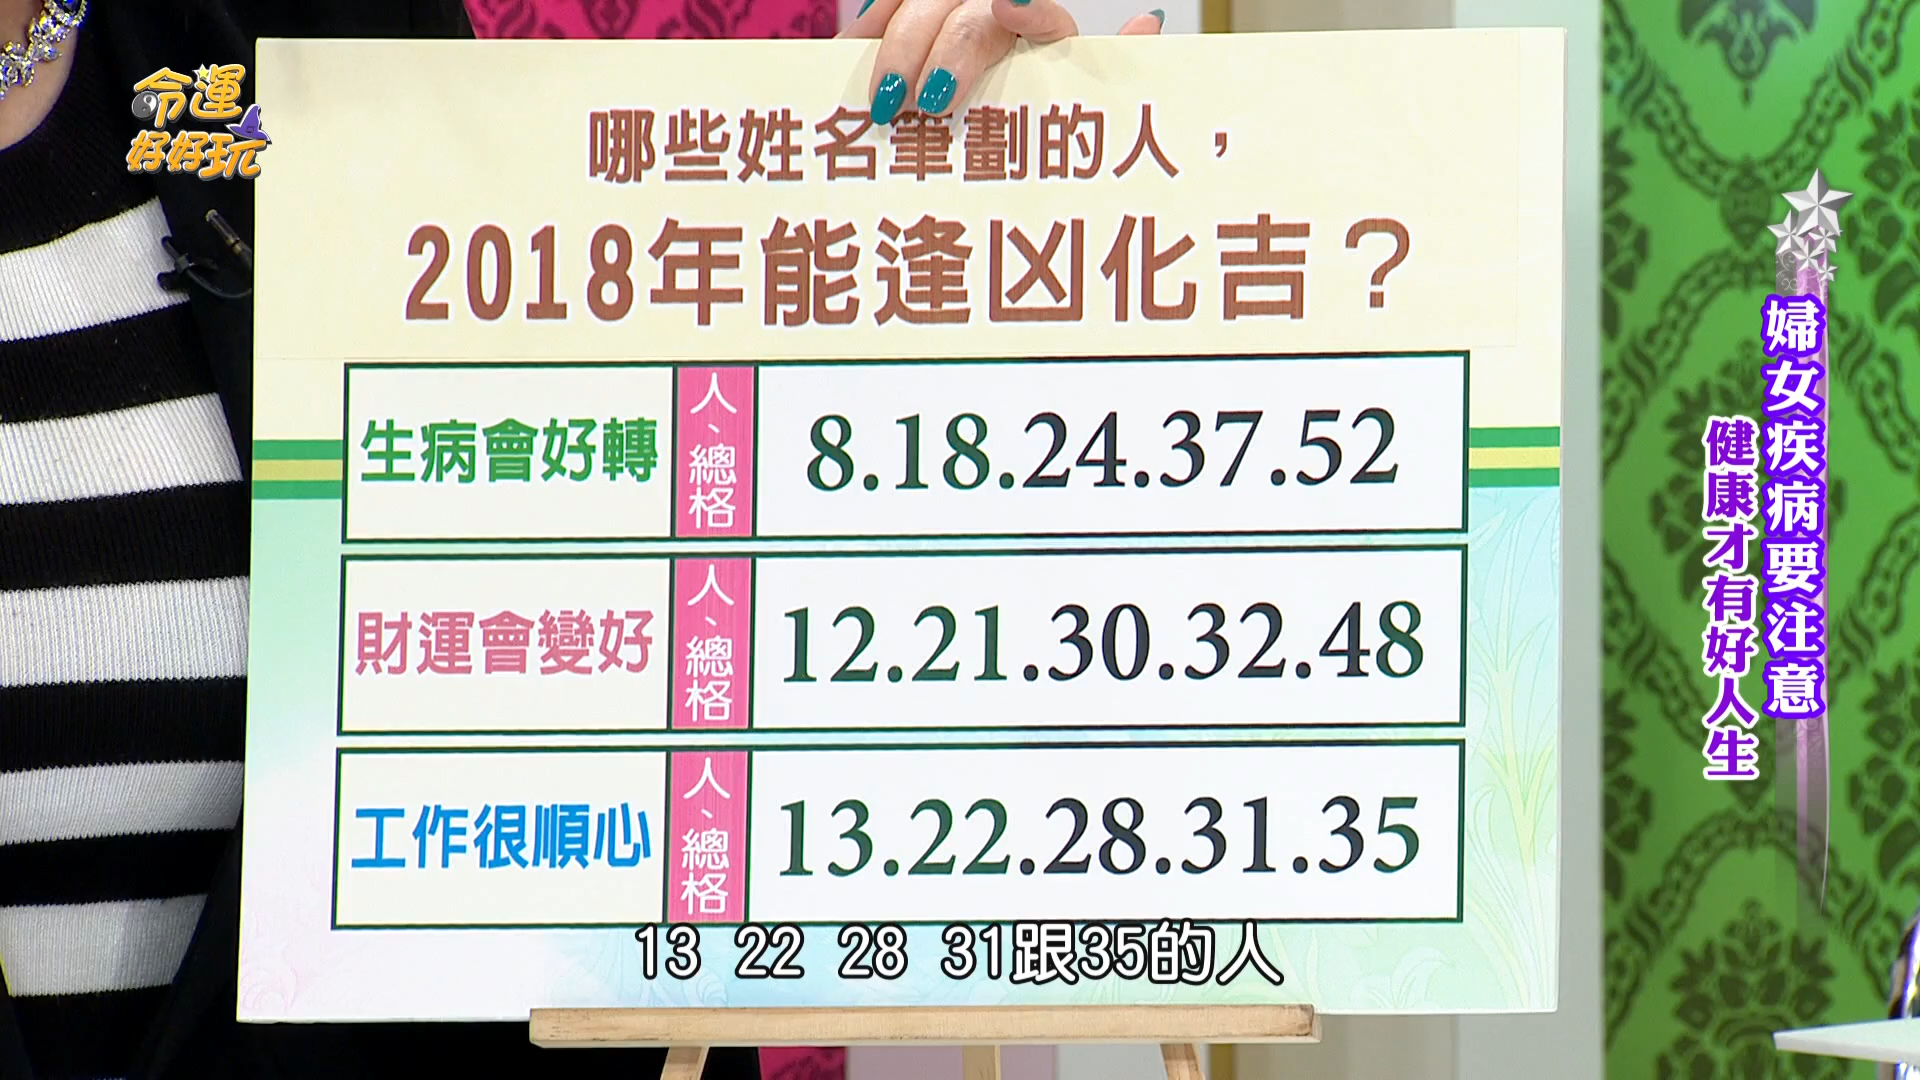 命運
好好玩
哪些姓名筆劃的人，
2018年能逢凶化吉？
生病會好轉
人、總格
8.18.24.37.52
財運會變好
人、總格
12.21.30.32.48
工作很順心
人、總格
13.22.28.31.35
婦女疾病要注意
健康才有好人生
13 22 28 31跟35的人